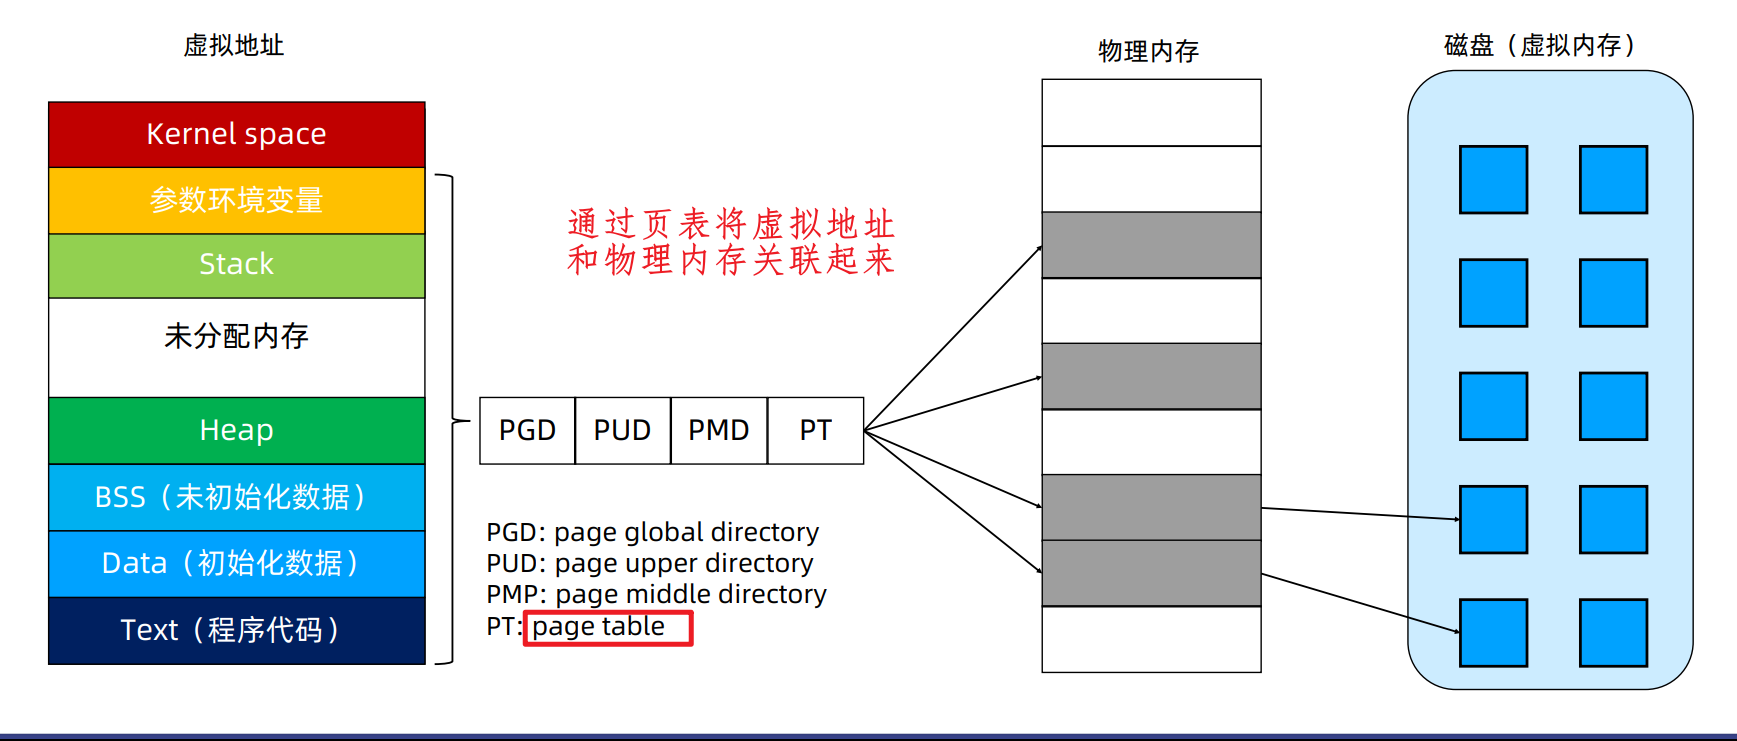 虚拟地址
物理内存
磁盘（虚拟内存）
Kernel space
参数环境变量
Stack
未分配内存
Heap
BSS（未初始化数据）
Data（初始化数据）
Text（程序代码）
通过页表将虚拟地址
和物理内存关联起来
PGD
PUD
PMD
PT
PGD: page global directory
PUD: page upper directory
PMP: page middle directory
PT: page table